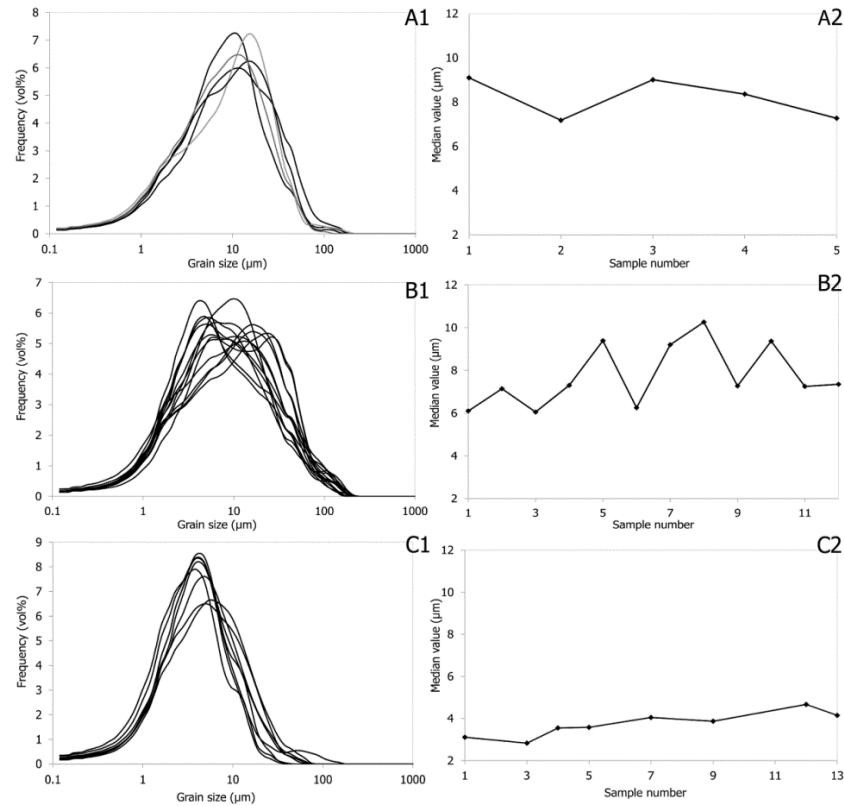 A1
8
7
6
5
4
3
2
1
0
Frequency (vol%)
0.1 1 10 100 1000
Grain size (µm)
A2
12
10
8
6
4
2
Median value (µm)
1 2 3 4 5
Sample number
B1
7
6
5
4
3
2
1
0
Frequency (vol%)
0.1 1 10 100 1000
Grain size (µm)
B2
12
10
8
6
4
2
Median value (µm)
1 3 5 7 9 11
Sample number
C1
9
8
7
6
5
4
3
2
1
0
Frequency (vol%)
0.1 1 10 100 1000
Grain size (µm)
C2
12
10
8
6
4
2
Median value (µm)
1 3 5 7 9 11 13
Sample number